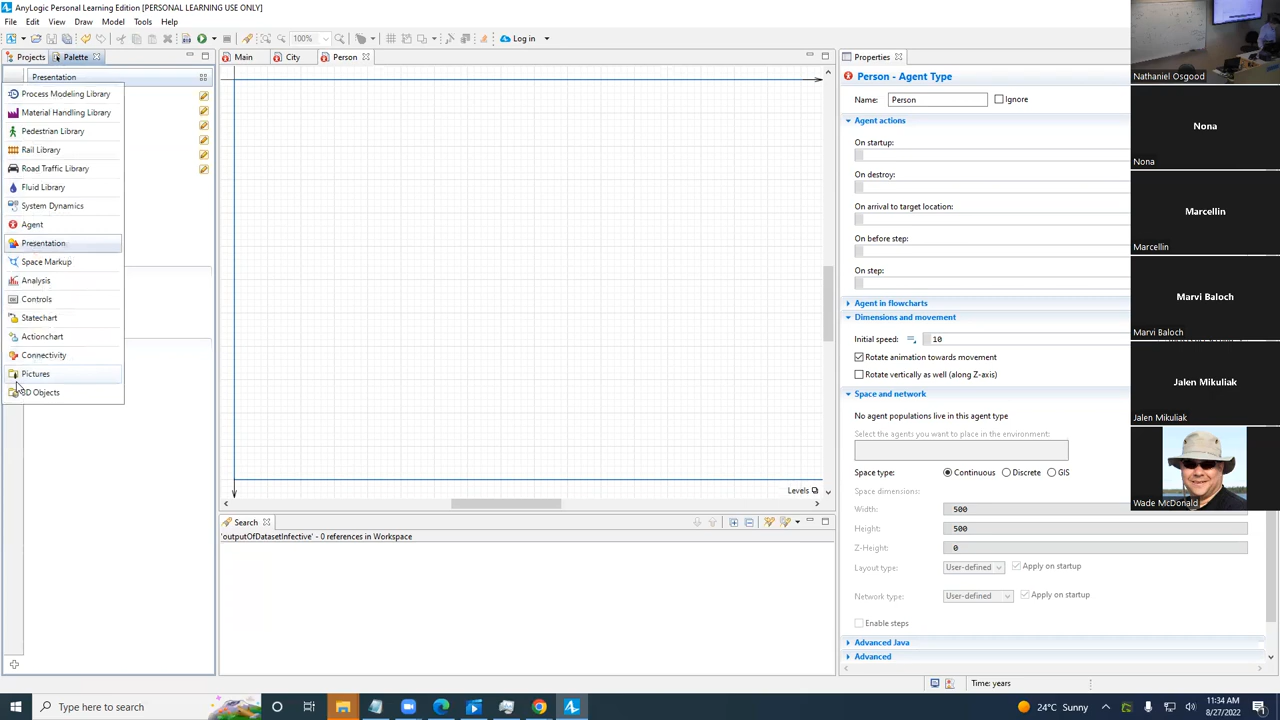 AnyLogic Personal Learning Edition [PERSONAL LEARNING USE ONLY]
File Edit View Draw Model Tools Help
100%
Log in
Projects
Palette
Presentation
Process Modeling Library
Material Handling Library
Pedestrian Library
Rail Library
Road Traffic Library
Fluid Library
System Dynamics
Agent
Presentation
Space Markup
Analysis
Controls
Statechart
Actionchart
Connectivity
Pictures
3D Objects
Main
City
Person
Levels
Search
'outputOfDatasetInfective' - 0 references in Workspace
Properties
Person - Agent Type
Name:
Person
Ignore
Agent actions
On startup:
On destroy:
On arrival to target location:
On before step:
On step:
Agent in flowcharts
Dimensions and movement
Initial speed:
10
Rotate animation towards movement
Rotate vertically as well (along Z-axis)
Space and network
No agent populations live in this agent type
Select the agents you want to place in the environment:
Space type:
Continuous
Discrete
GIS
Space dimensions:
Width:
500
Height:
500
Z-Height:
0
Layout type:
User-defined
Apply on startup
Network type:
User-defined
Apply on startup
Enable steps
Advanced Java
Advanced
Time: years
Nathaniel Osgood
Nona
Nona
Marcellin
Marcellin
Marvi Baloch
Marvi Baloch
Jalen Mikuliak
Jalen Mikuliak
Wade McDonald
Type here to search
24°C Sunny
11:34 AM
8/27/2022